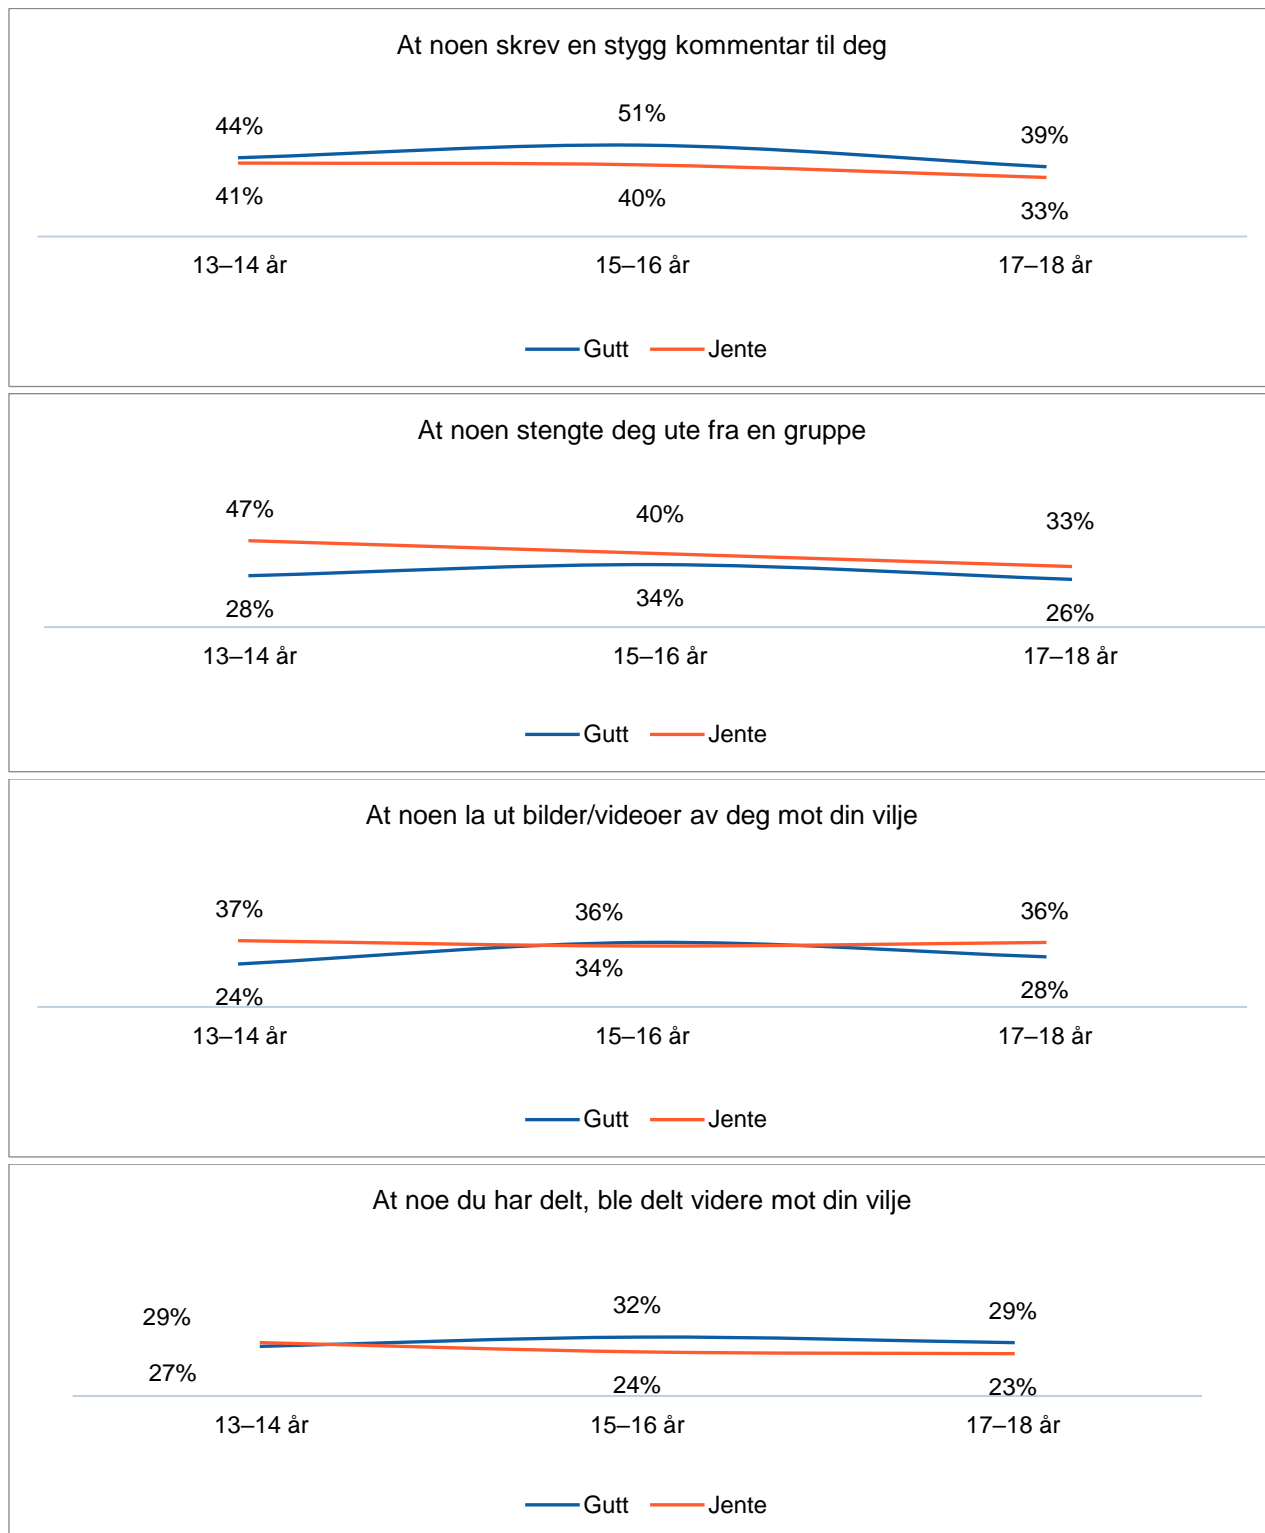 At noen skrev en stygg kommentar til deg
44% 51% 39%
41% 40% 33%
13–14 år 15–16 år 17–18 år
Gutt Jente
At noen stengte deg ute fra en gruppe
47% 40% 33%
28% 34% 26%
13–14 år 15–16 år 17–18 år
Gutt Jente
At noen la ut bilder/videoer av deg mot din vilje
37% 36% 36%
24% 34% 28%
13–14 år 15–16 år 17–18 år
Gutt Jente
At noe du har delt, ble delt videre mot din vilje
29% 32% 29%
27% 24% 23%
13–14 år 15–16 år 17–18 år
Gutt Jente